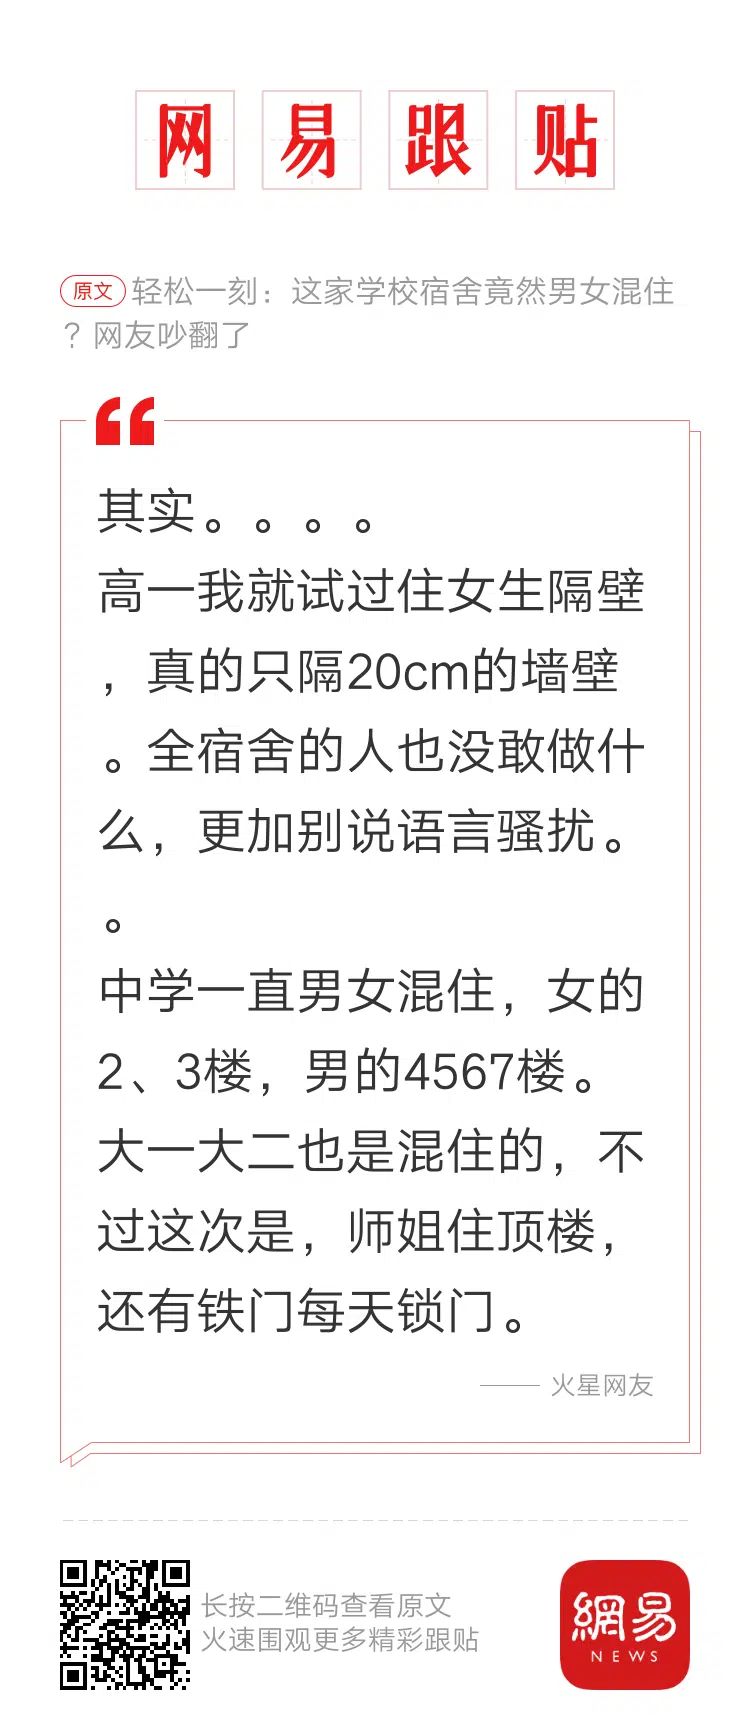 网易跟贴
原文 轻松一刻：这家学校宿舍竟然男女混住
？网友吵翻了
其实。。。。
高一我就试过住女生隔壁
，真的只隔20cm的墙壁
。全宿舍的人也没敢做什
么，更加别说语言骚扰。
。
中学一直男女混住，女的
2、3楼，男的4567楼。
大一大二也是混住的，不
过这次是，师姐住顶楼，
还有铁门每天锁门。
—— 火星网友
长按二维码查看原文
火速围观更多精彩跟贴
網易
NEWS